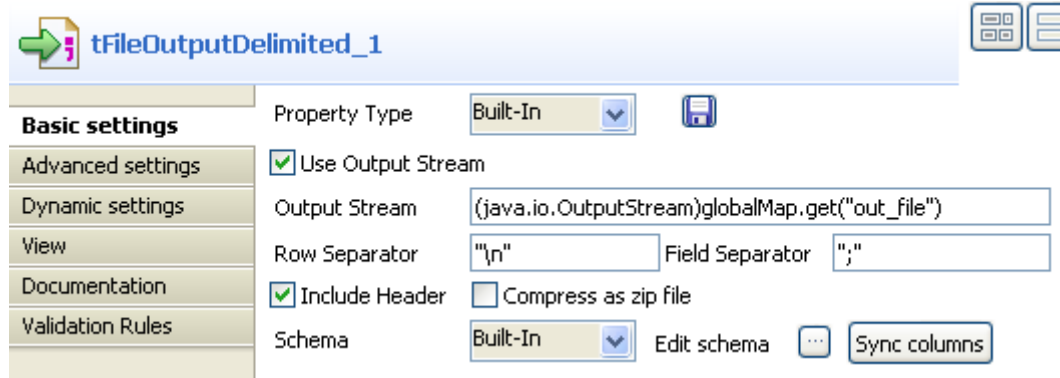 tFileOutputDelimited_1
Basic settings
Advanced settings
Dynamic settings
View
Documentation
Validation Rules
Property Type Built-In
Use Output Stream
Output Stream (java.io.OutputStream)globalMap.get("out_file")
Row Separator "\n" Field Separator ";"
Include Header Compress as zip file
Schema Built-In Edit schema ... Sync columns